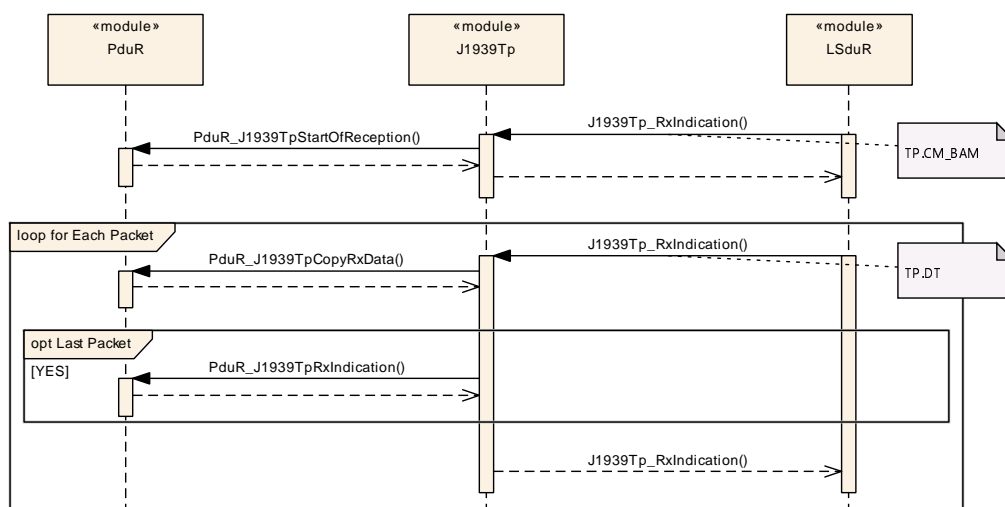 «module»
PduR
«module»
J1939Tp
«module»
LSduR
J1939Tp_RxIndication()
PduR_J1939TpStartOfReception()
TP.CM_BAM
loop for Each Packet
J1939Tp_RxIndication()
PduR_J1939TpCopyRxData()
TP.DT
opt Last Packet
[YES]
PduR_J1939TpRxIndication()
J1939Tp_RxIndication()